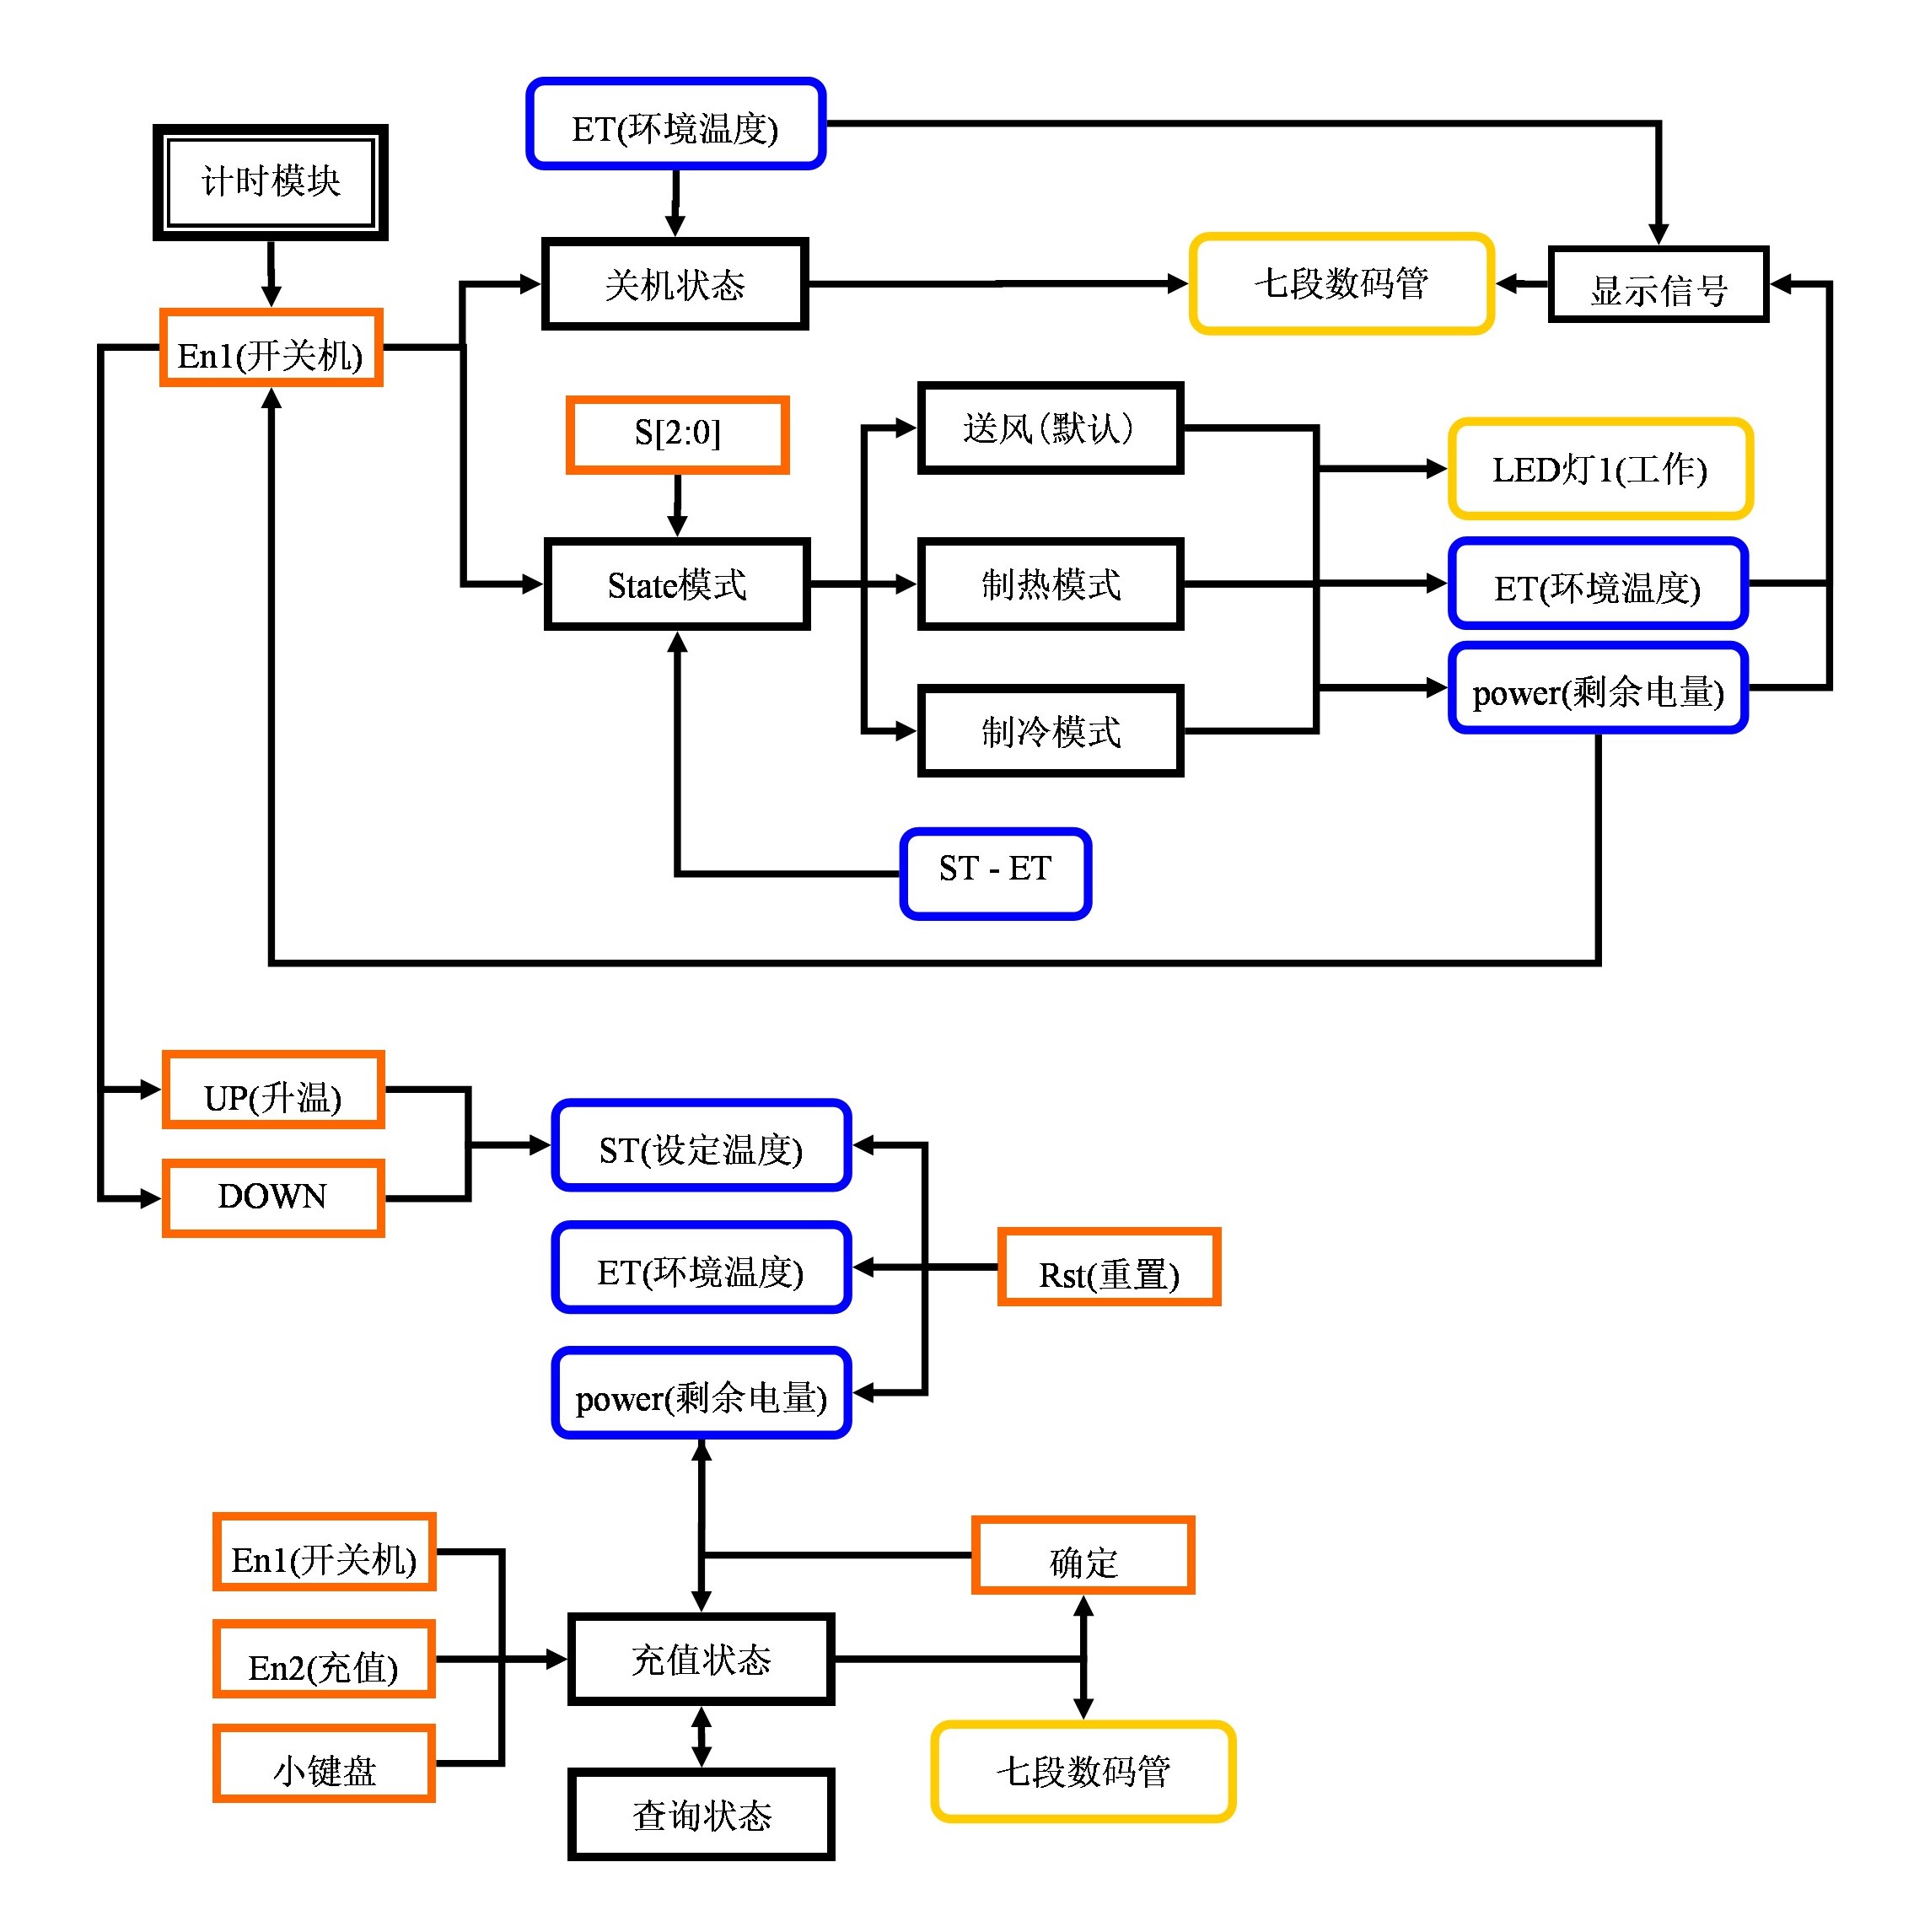 ET(环境温度)
计时模块
关机状态
七段数码管
显示信号
En1(开关机)
S[2:0]
送风(默认)
LED灯1(工作)
State模式
制热模式
ET(环境温度)
power(剩余电量)
制冷模式
ST - ET
UP(升温)
DOWN
ST(设定温度)
ET(环境温度)
Rst(重置)
power(剩余电量)
En1(开关机)
确定
En2(充值)
充值状态
小键盘
七段数码管
查询状态